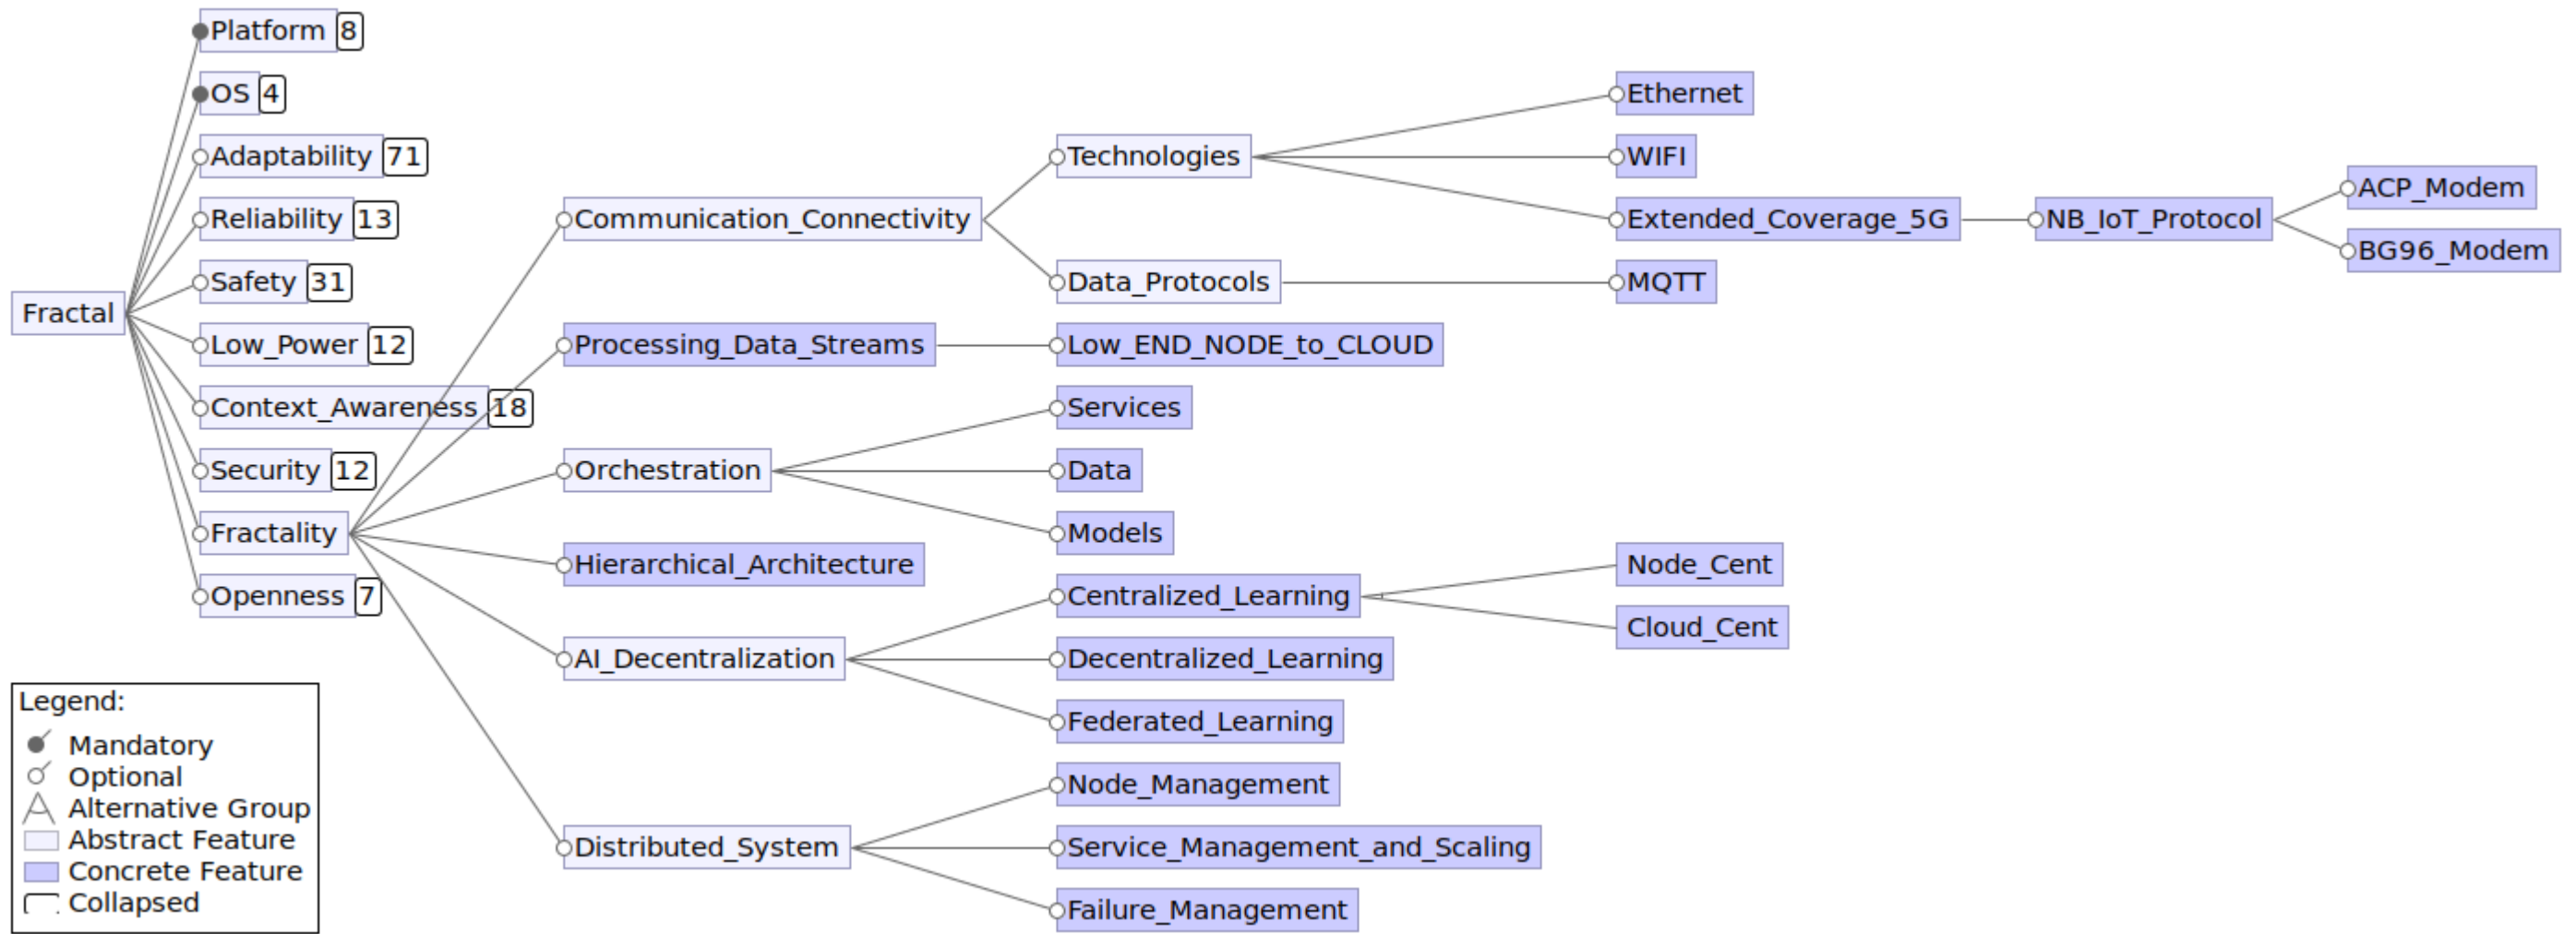 Platform 8
OS 4
Adaptability 71
Reliability 13
Safety 31
Fractal
Low_Power 12
Context_Awareness 18
Security 12
Fractality
Openness 7
Communication_Connectivity
Processing_Data_Streams
Orchestration
Hierarchical_Architecture
AI_Decentralization
Distributed_System
Technologies
Data_Protocols
Low_END_NODE_to_CLOUD
Services
Data
Models
Centralized_Learning
Decentralized_Learning
Federated_Learning
Node_Management
Service_Management_and_Scaling
Failure_Management
Ethernet
WIFI
Extended_Coverage_5G
MQTT
Node_Cent
Cloud_Cent
NB_IoT_Protocol
ACP_Modem
BG96_Modem
Legend:
Mandatory
Optional
Alternative Group
Abstract Feature
Concrete Feature
Collapsed